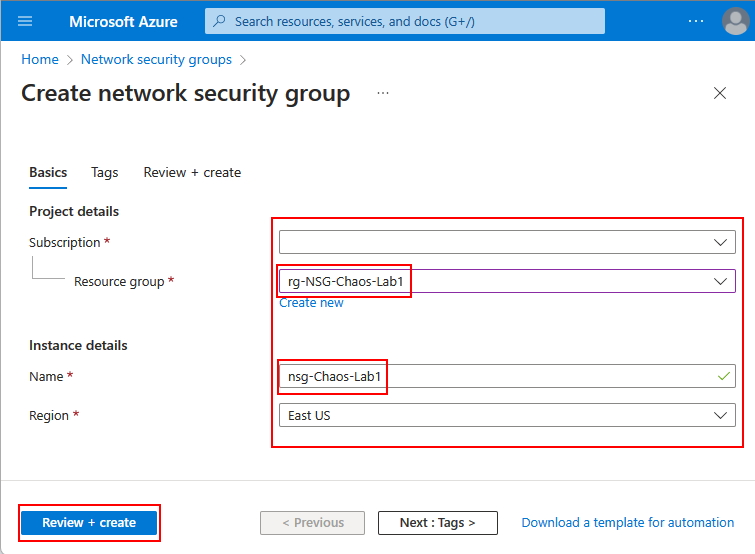 Microsoft Azure
Search resources, services, and docs (G+/)
...
Home > Network security groups >
Create network security group ...
Basics Tags Review + create
Project details
Subscription *
Resource group * rg-NSG-Chaos-Lab1
Create new
Instance details
Name * nsg-Chaos-Lab1
Region * East US
Review + create < Previous Next : Tags > Download a template for automation